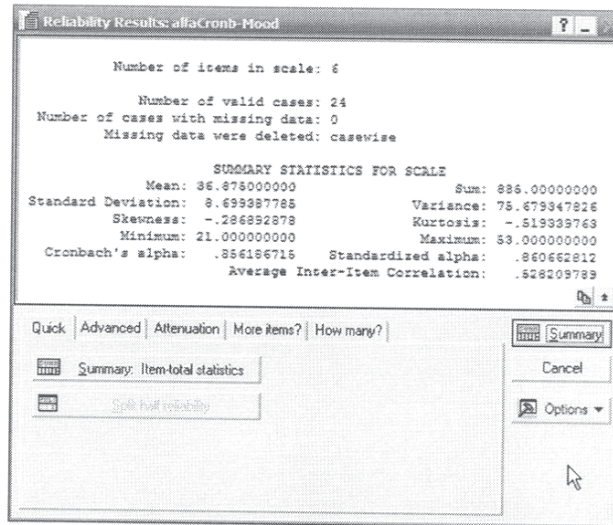 Reliability Results: alfaCronb-Mood
Number of items in scale: 6
Number of valid cases: 24
Number of cases with missing data: 0
Missing data were deleted: casewise
SUMMARY STATISTICS FOR SCALE
Mean: 36.875000000 Sum: 885.00000000
Standard Deviation: 8.699387785 Variance: 75.679347826
Skewness: -.286892878 Kurtosis: -.519339763
Minimum: 21.000000000 Maximum: 53.000000000
Cronbach's alpha: .856186715 Standardized alpha: .860662812
Average Inter-Item Correlation: .528209789
Quick Advanced Attenuation More items? How many?
Summary
Summary: Item-total statistics
Cancel
Split half reliability
Options